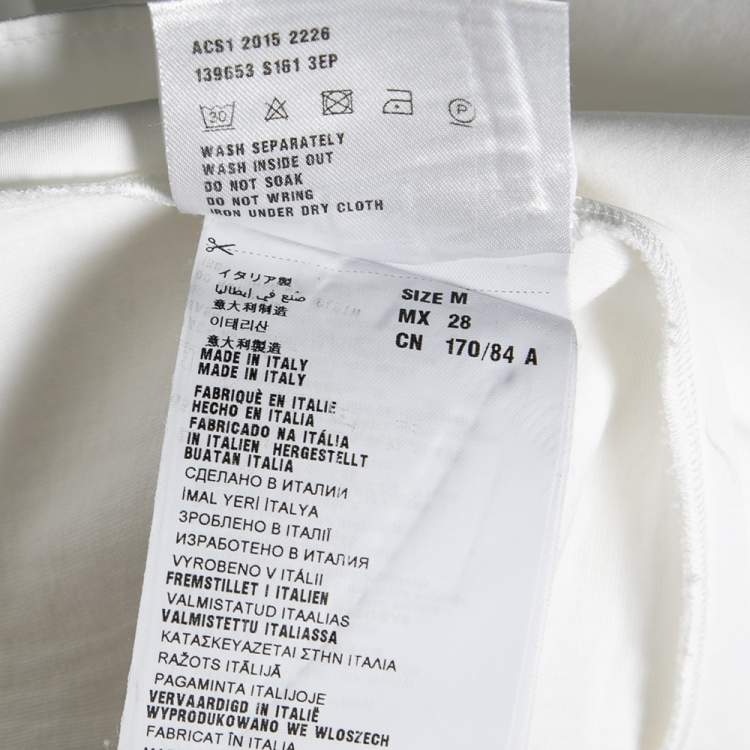 ACS1 2015 2226
139653 S161 3EP
30
P
WASH SEPARATELY
WASH INSIDE OUT
DO NOT SOAK
DO NOT WRING
IRON UNDER DRY CLOTH
イタリア製
صنع في إيطاليا
意大利制造
이테리산
意大利製造
MADE IN ITALY
MADE IN ITALY
FABRIQUÈ EN ITALIE
HECHO EN ITALIA
FABRICADO NA ITÁLIA
IN ITALIEN HERGESTELLT
BUATAN ITALIA
СДЕЛАНО В ИТАЛИИ
İMAL YERİ İTALYA
ЗРОБЛЕНО В ІТАЛІЇ
ИЗРАБОТЕНО В ИТАЛИЯ
VYROBENO V ITÁLII
FREMSTILLET I ITALIEN
VALMISTATUD ITAALIAS
VALMISTETTU ITALIASSA
ΚΑΤΑΣΚΕΥΑΖΕΤΑΙ ΣΤΗΝ ΙΤΑΛΙΑ
RAŽOTS ITĀLIJĀ
PAGAMINTA ITALIJOJE
VERVAARDIGD IN ITALIË
WYPRODUKOWANO WE WLOSZECH
FABRICAT ÎN ITALIA
SIZE M
MX 28
CN 170/84 A